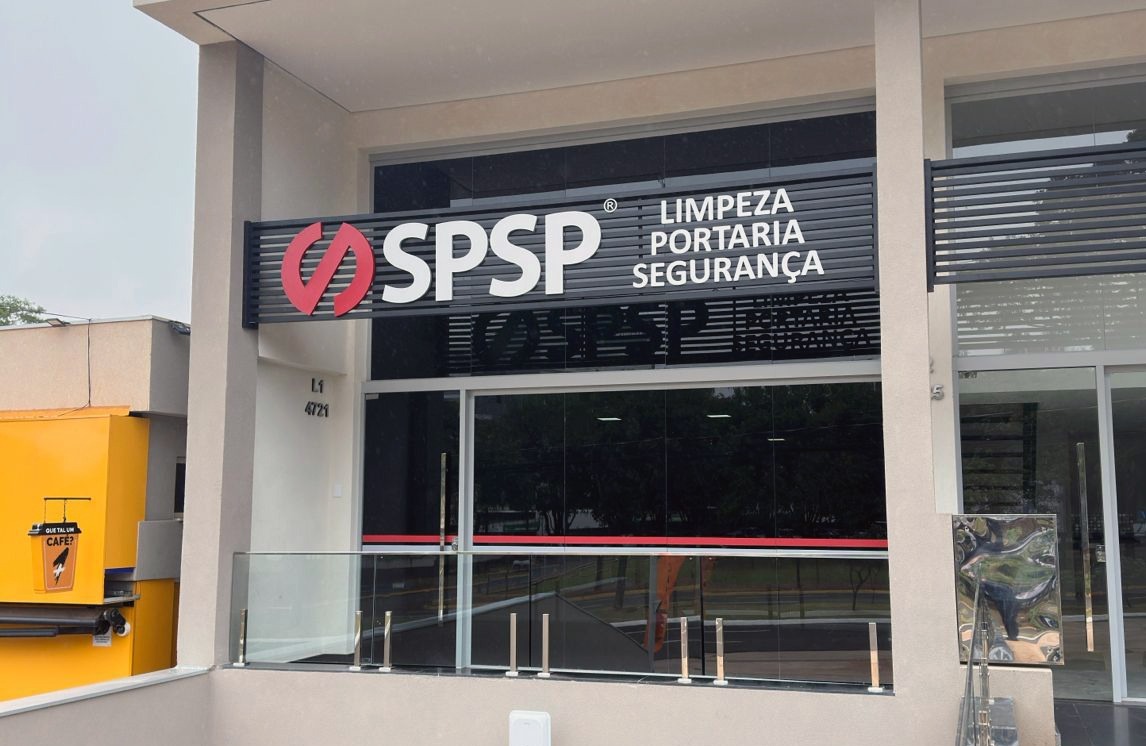 SPSP®
LIMPEZA
PORTARIA
SEGURANÇA
L1
4721
QUE TAL UM
CAFÉ?